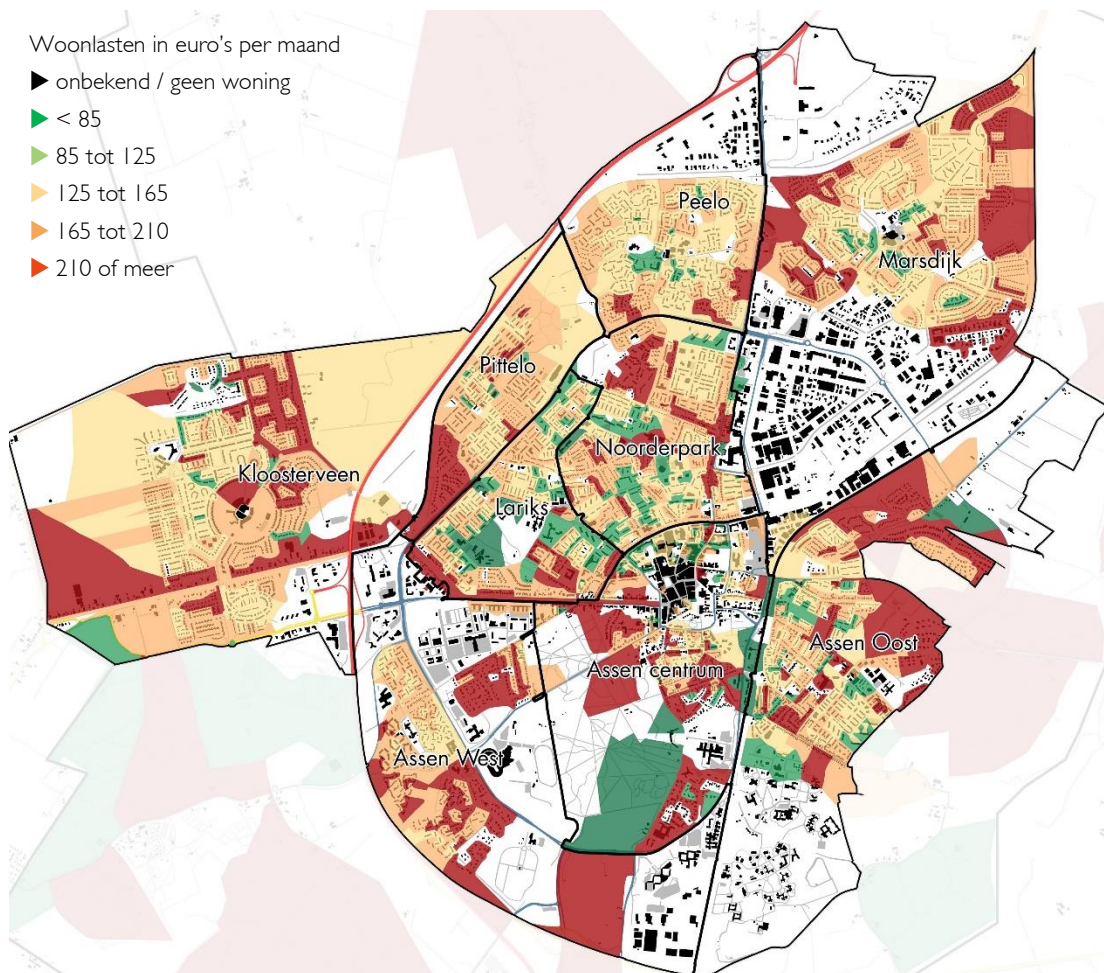 Woonlasten in euro's per maand
onbekend / geen woning
< 85
85 tot 125
125 tot 165
165 tot 210
210 of meer
Peelo
Marsdijk
Pittelo
Noorderpark
Kloosterveen
Lariks
Assen Oost
Assen centrum
Assen West